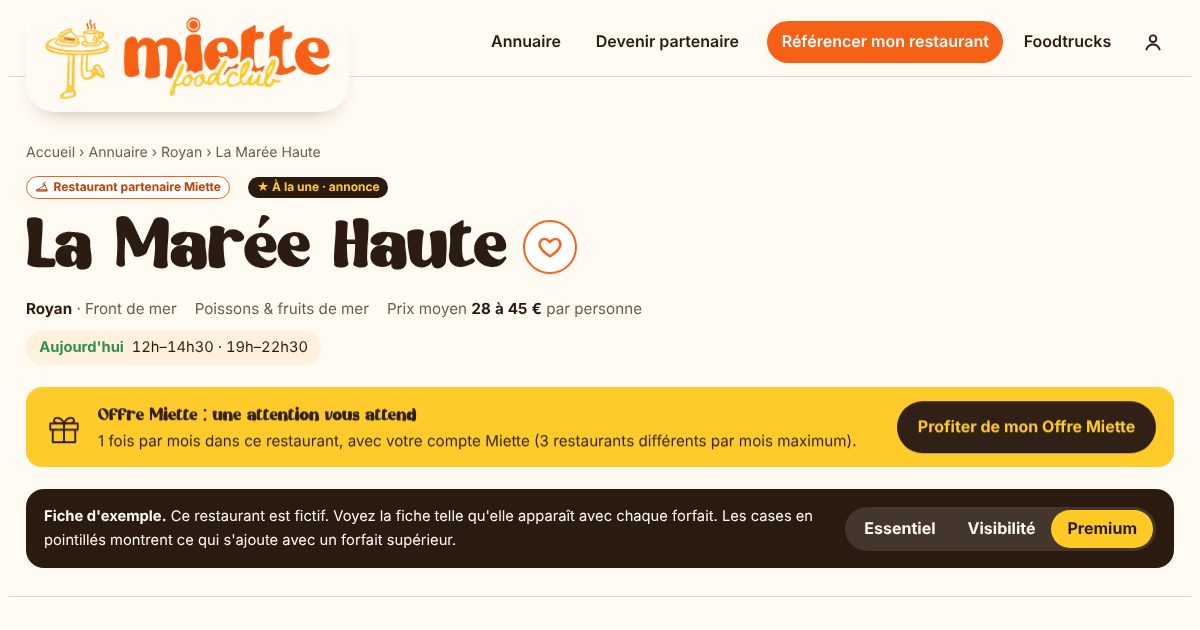 miette
foodclub
Annuaire
Devenir partenaire
Référencer mon restaurant
Foodtrucks
Accueil › Annuaire › Royan › La Marée Haute
Restaurant partenaire Miette
★ À la une · annonce
La Marée Haute
Royan · Front de mer Poissons & fruits de mer Prix moyen 28 à 45 € par personne
Aujourd'hui 12h–14h30 · 19h–22h30
Offre Miette : une attention vous attend
1 fois par mois dans ce restaurant, avec votre compte Miette (3 restaurants différents par mois maximum).
Profiter de mon Offre Miette
Fiche d'exemple. Ce restaurant est fictif. Voyez la fiche telle qu'elle apparaît avec chaque forfait. Les cases en
pointillés montrent ce qui s'ajoute avec un forfait supérieur.
Essentiel
Visibilité
Premium